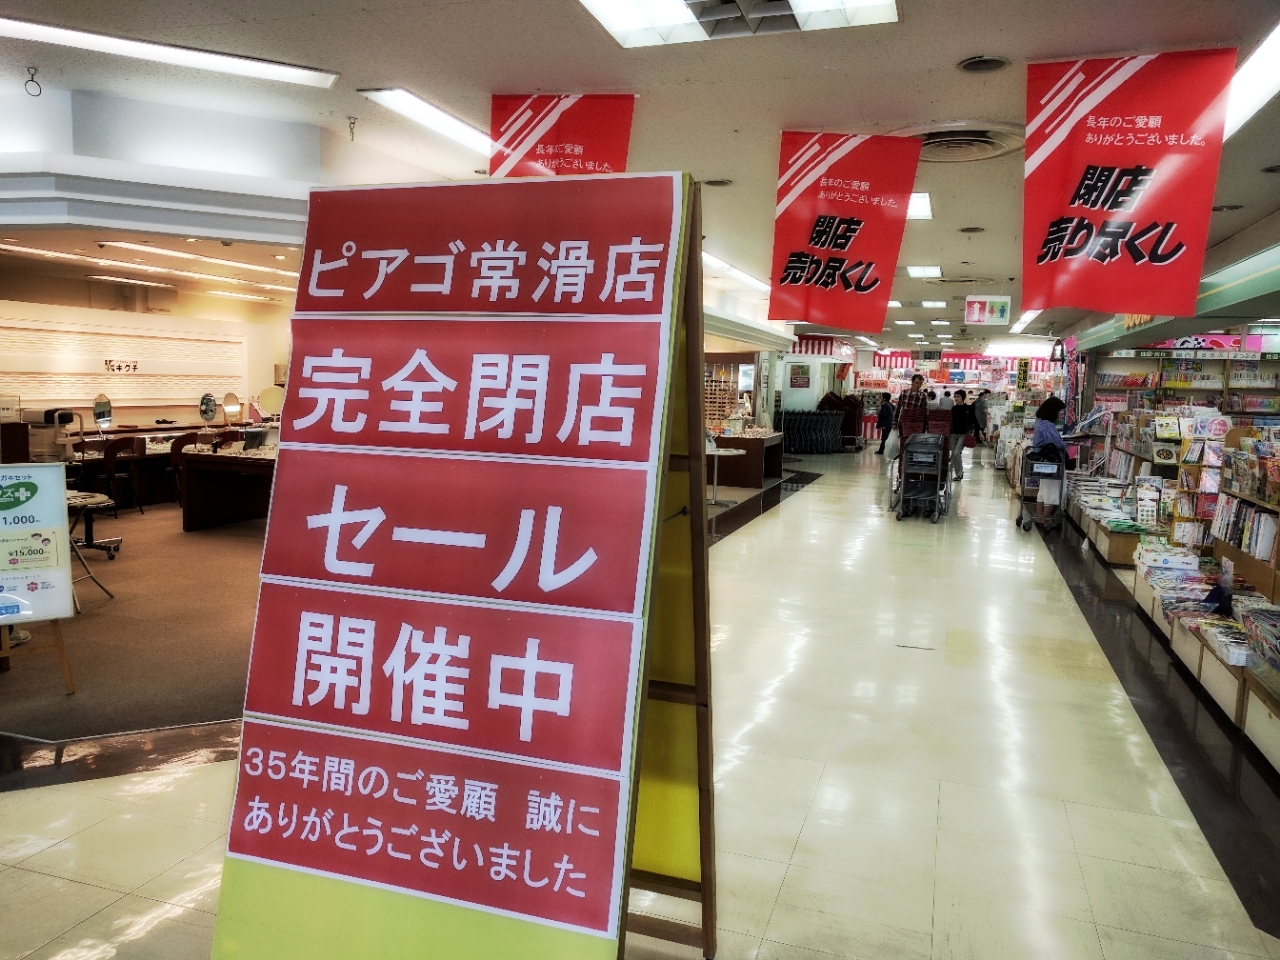 ピアゴ常滑店
完全閉店
セール
開催中
35年間のご愛顧 誠に
ありがとうございました
長年のご愛顧
ありがとうございました。
長年のご愛顧
ありがとうございました。
閉店
売り尽くし
長年のご愛顧
ありがとうございました。
閉店
売り尽くし
キクチ
1,000
15,000